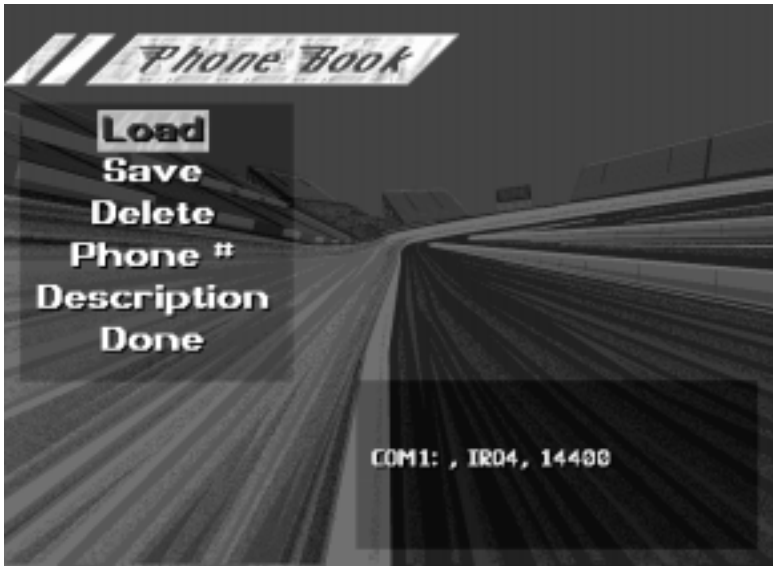 Phone Book
Load
Save
Delete
Phone #
Description
Done
COM1: , IRQ4, 14400